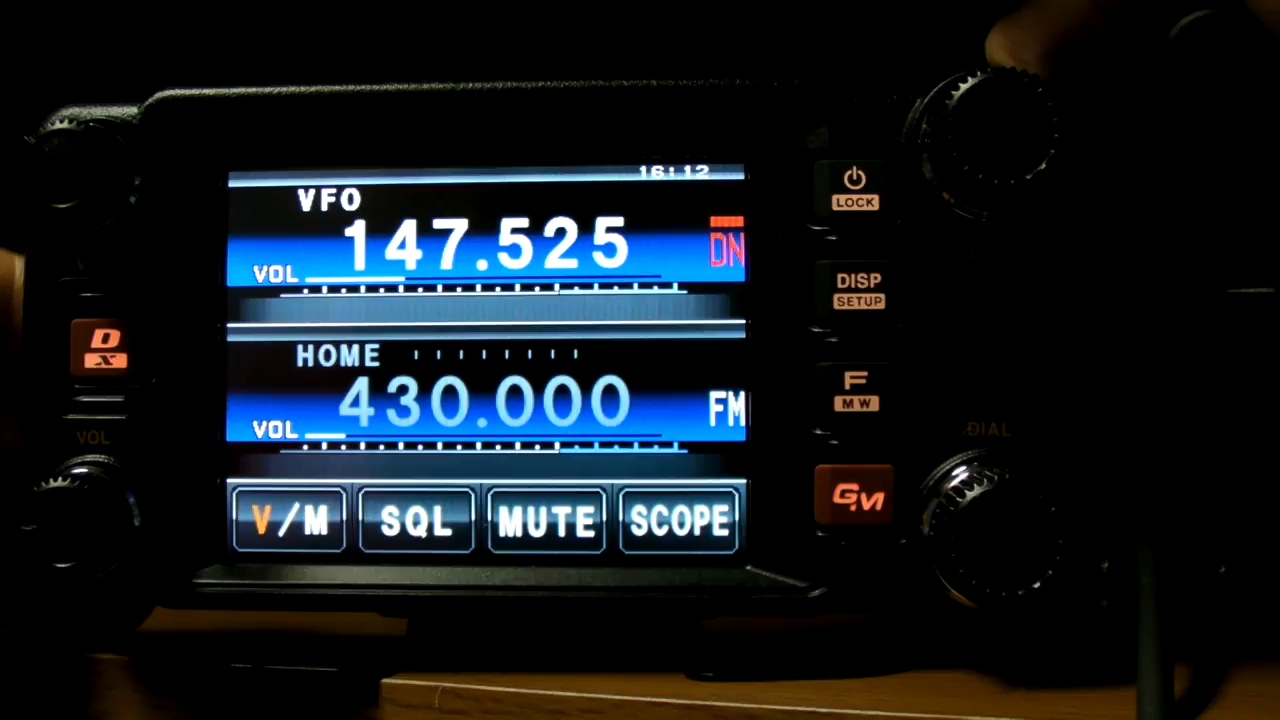 16:12
VFO
147.525
DN
VOL
HOME
430.000
FM
VOL
V/M SQL MUTE SCOPE
D
X
VOL
LOCK
DISP
SETUP
F
MW
GM
DIAL